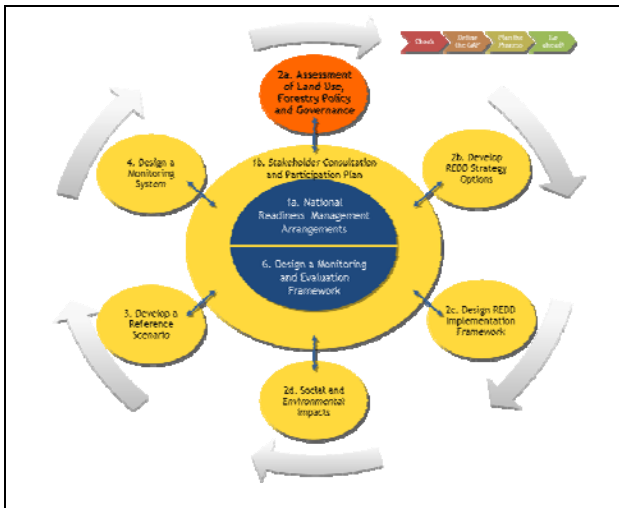 Check
Define
the GAP
Plan the
Process
Go
ahead!
2a. Assessment
of Land Use,
Forestry Policy
and Governance
4. Design a
Monitoring
System
1b. Stakeholder Consultation
and Participation Plan
2b. Develop
REDD Strategy
Options
1a. National
Readiness Management
Arrangements
6. Design a Monitoring
and Evaluation
Framework
3. Develop a
Reference
Scenario
2c. Design REDD
Implementation
Framework
2d. Social and
Environmental
Impacts